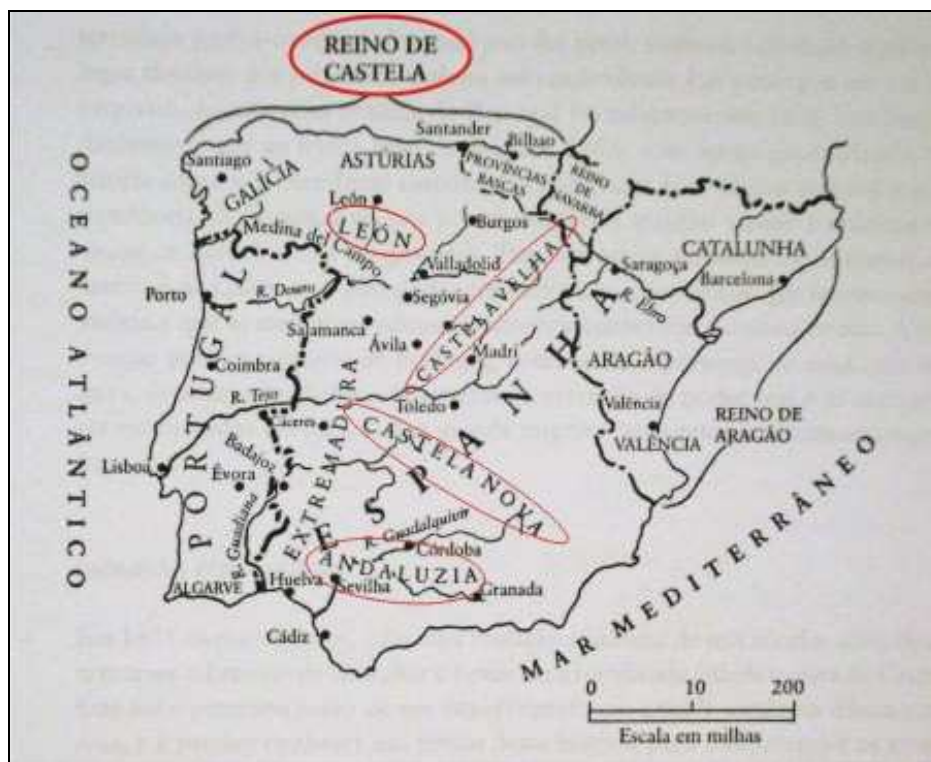 REINO DE
CASTELA
OCEANO ATLÂNTICO
Santiago
GALÍCIA
ASTÚRIAS
Santander
Bilbao
PROVÍNCIAS
BASCAS
REINO
DE
NAVARRA
León
LEÓN
Burgos
Medina del Campo
Valladolid
CASTELA VELHA
Saragoça
CATALUNHA
Barcelona
R. Ebro
Porto
R. Douro
Segóvia
Salamanca
Ávila
Madri
ARAGÃO
PORTUGAL
ESPANHA
Coimbra
R. Tejo
Toledo
Valência
VALÊNCIA
REINO DE
ARAGÃO
Cáceres
CASTELA NOVA
Lisboa
Badajoz
EXTREMADURA
Évora
R. Guadiana
R. Guadalquivir
Córdoba
ANDALUZIA
ALGARVE
Huelva
Sevilha
Granada
Cádiz
MAR MEDITERRÂNEO
0 10 200
Escala em milhas